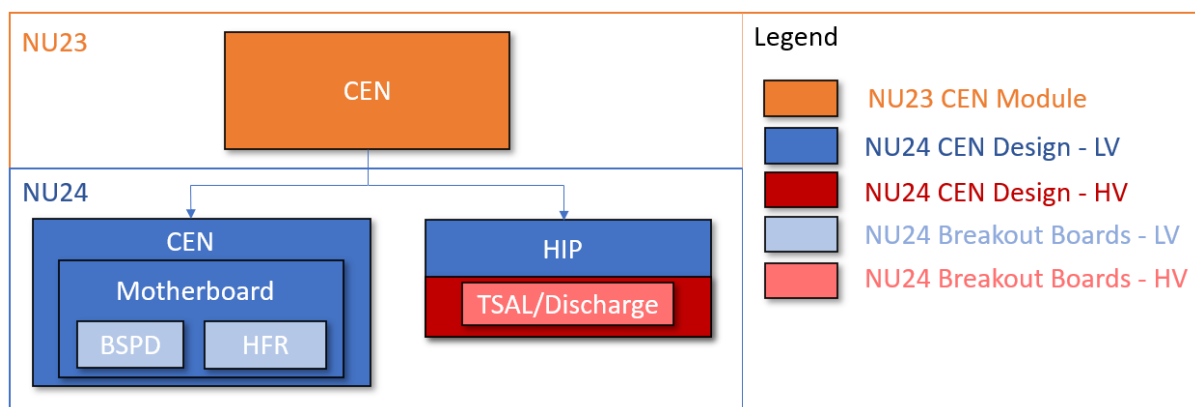 NU23
CEN
NU24
CEN
Motherboard
BSPD
HFR
HIP
TSAL/Discharge
Legend
NU23 CEN Module
NU24 CEN Design - LV
NU24 CEN Design - HV
NU24 Breakout Boards - LV
NU24 Breakout Boards - HV